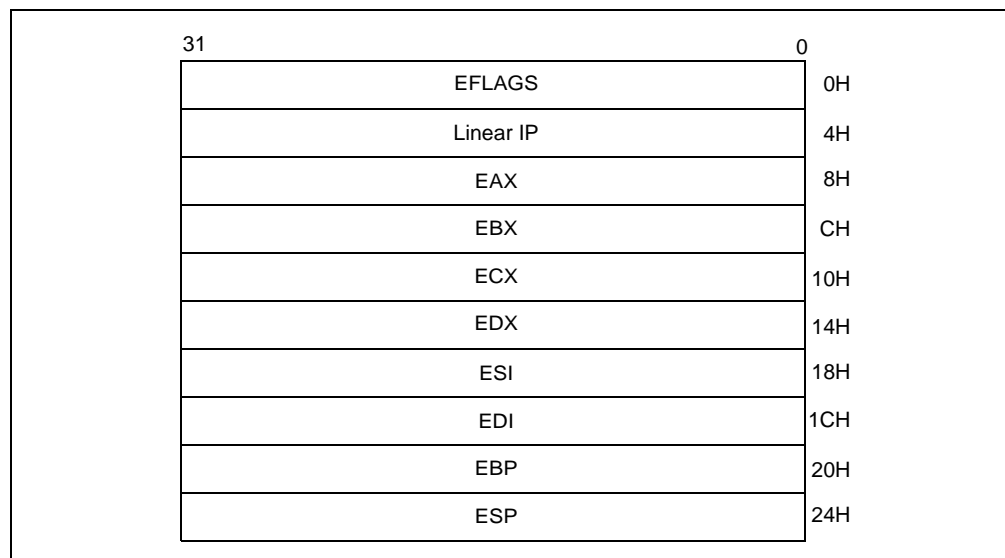 31 0
EFLAGS 0H
Linear IP 4H
EAX 8H
EBX CH
ECX 10H
EDX 14H
ESI 18H
EDI 1CH
EBP 20H
ESP 24H